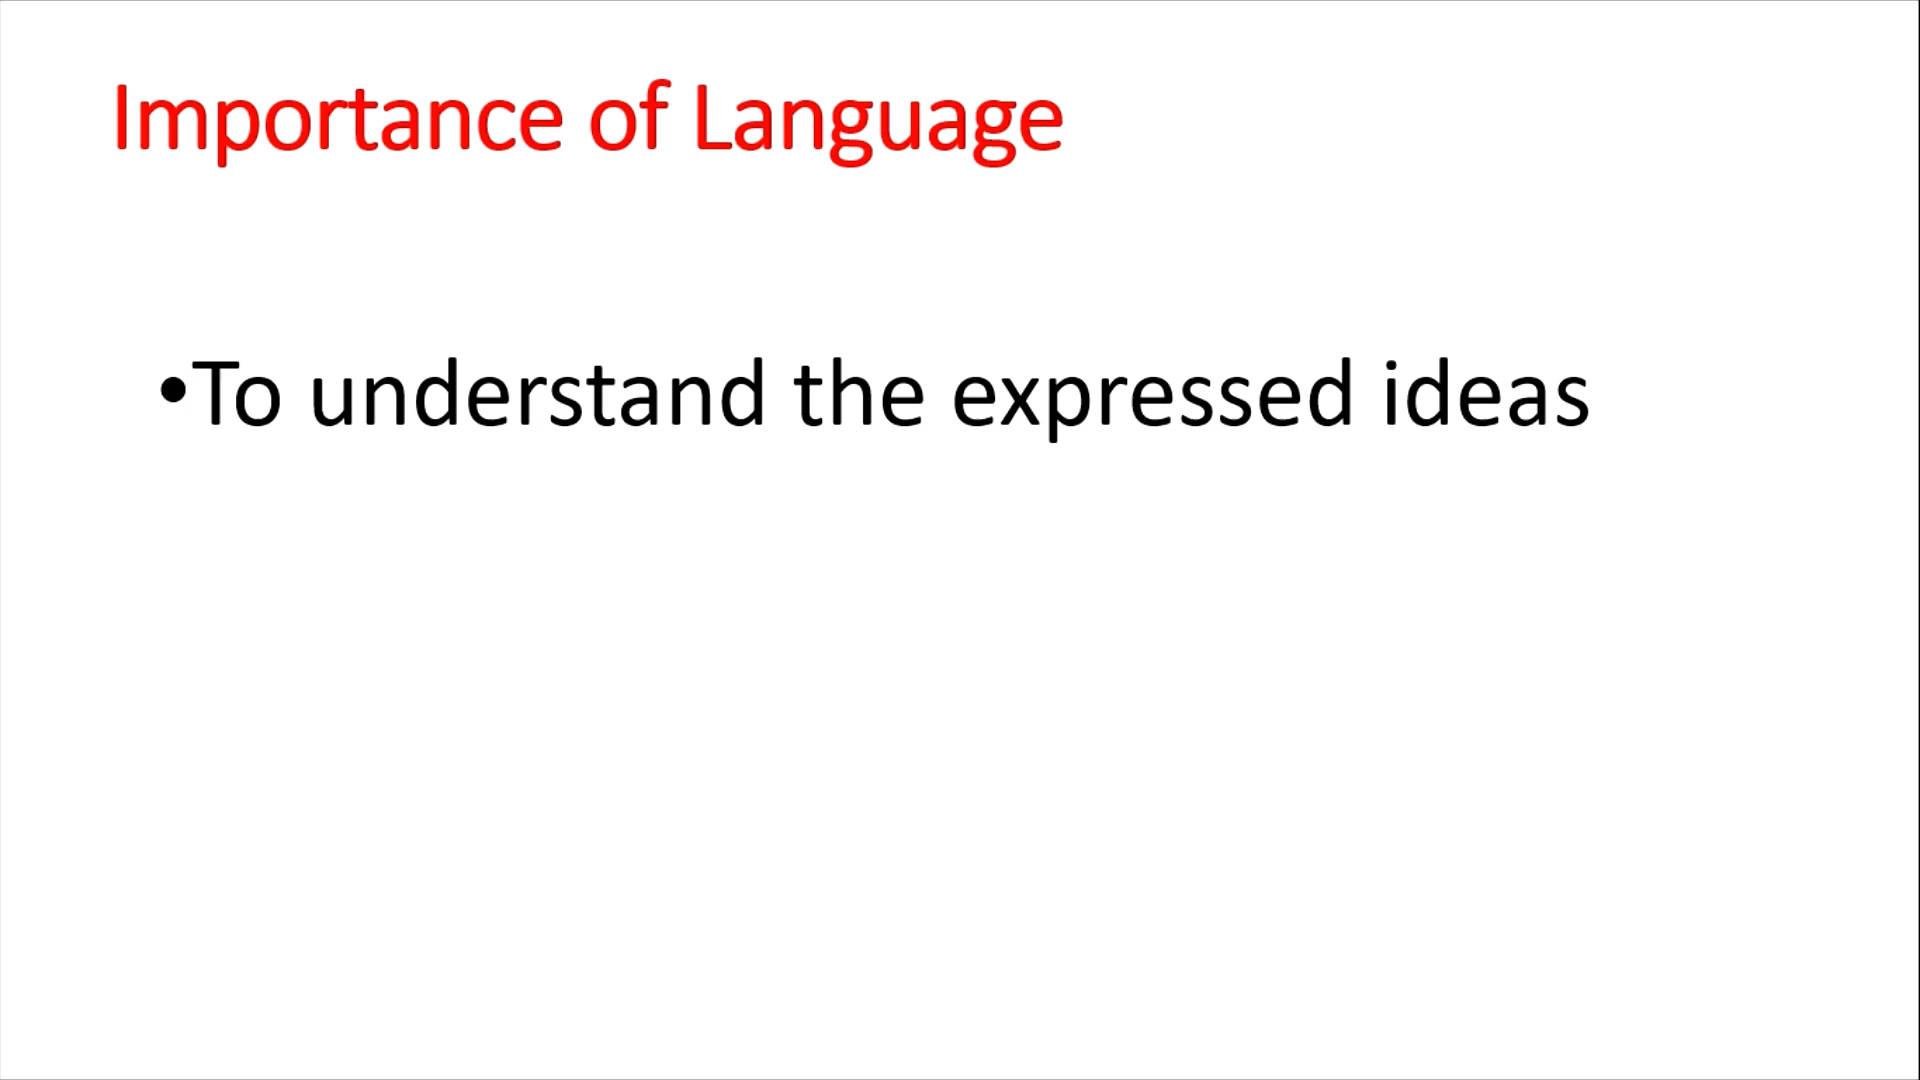 Importance of Language
•To understand the expressed ideas